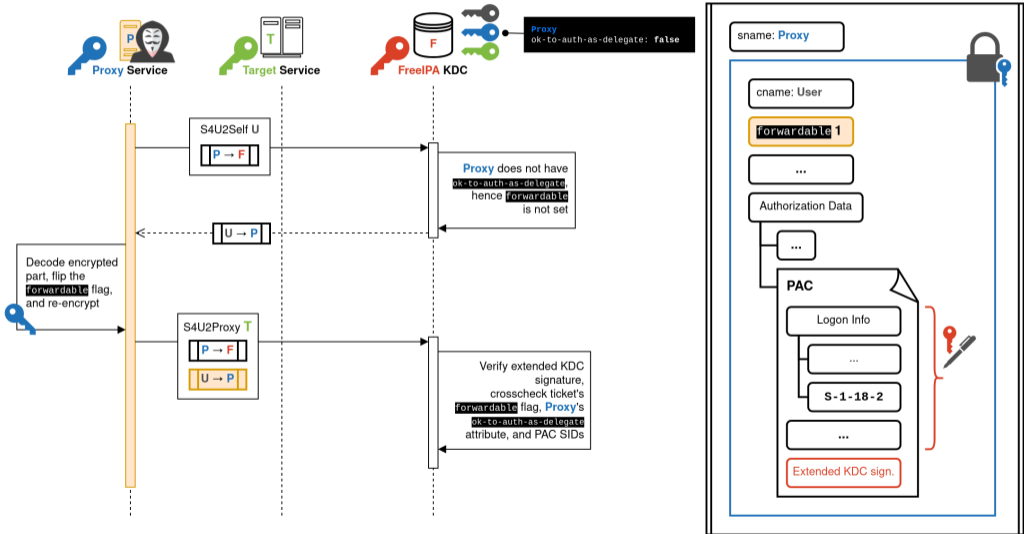 P
T
F
Proxy Service
Target Service
FreeIPA KDC
Proxy
ok-to-auth-as-delegate: false
S4U2Self U
P → F
Proxy does not have
ok-to-auth-as-delegate,
hence forwardable
is not set
U → P
Decode encrypted
part, flip the
forwardable flag,
and re-encrypt
S4U2Proxy T
P → F
U → P
Verify extended KDC
signature,
crosscheck ticket's
forwardable flag, Proxy's
ok-to-auth-as-delegate
attribute, and PAC SIDs
sname: Proxy
cname: User
forwardable 1
...
Authorization Data
...
PAC
Logon Info
...
S-1-18-2
...
Extended KDC sign.